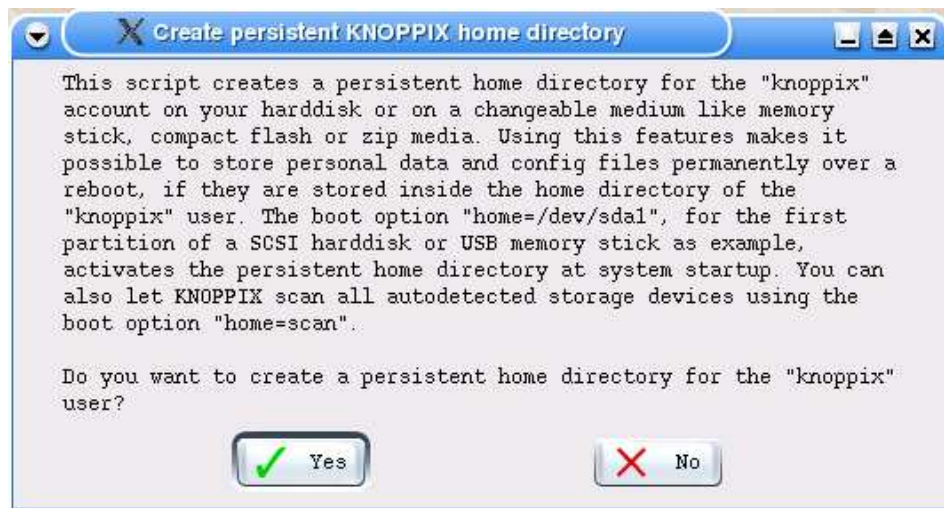 Create persistent KNOPPIX home directory
This script creates a persistent home directory for the "knoppix"
account on your harddisk or on a changeable medium like memory
stick, compact flash or zip media. Using this features makes it
possible to store personal data and config files permanently over a
reboot, if they are stored inside the home directory of the
"knoppix" user. The boot option "home=/dev/sda1", for the first
partition of a SCSI harddisk or USB memory stick as example,
activates the persistent home directory at system startup. You can
also let KNOPPIX scan all autodetected storage devices using the
boot option "home=scan".
Do you want to create a persistent home directory for the "knoppix"
user?
Yes No